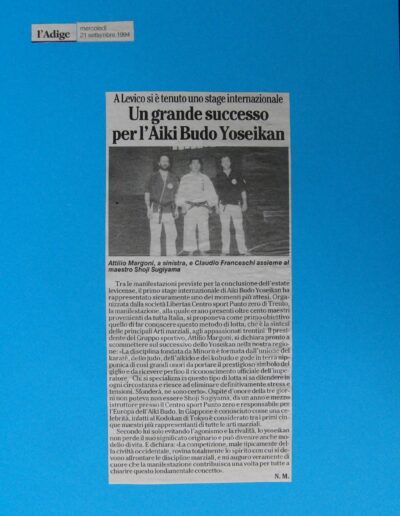 l'Adige
mercoledì
21 settembre 1994
A Levico si è tenuto uno stage internazionale
Un grande successo
per l'Aiki Budo Yoseikan
Attilio Margoni, a sinistra, e Claudio Franceschi assieme al
maestro Shoji Sugiyama
Tra le manifestazioni previste per la conclusione dell'estate
levicense, il primo stage internazionale di Aiki Budo Yoseikan ha
rappresentato sicuramente uno dei momenti più attesi. Organiz-
zata dalla società Libertas Centro sport Punto zero di Trento,
la manifestazione, alla quale erano presenti oltre cento maestri
provenienti da tutta Italia, si proponeva come primo obiettivo
quello di far conoscere questo metodo di lotta, che è la sintesi
delle principali Arti marziali, agli appassionati trentini. Il presi-
dente del Gruppo sportivo, Attilio Margoni, si dichiara pronto a
scommettere sul successivo dello Yoseikan nella nostra regio-
ne: «La disciplina fondata da Minoru è formata dall'unione del
karatè, dello judo, dell'aikido e del kobudo e gode in terra nip-
ponica di così grandi onori da portare il prestigioso simbolo del
giglio e da ricevere perfino il riconoscimento ufficiale dell'impe-
ratore". Chi si specializza in questo tipo di lotta sa difendere in
ogni circostanza e riesce ad eliminare definitivamente stress e
tensioni. Sfonderà, ne sono certo». Ospite d'onore della tre gior-
ni non poteva non essere Shoji Sugiyama, da un anno e mezzo
istruttore presso il Centro sport Punto zero e responsabile per
l'Europa dell'Aiki Budo. In Giappone è conosciuto come una ce-
lebrità, infatti al Kodokan di Tokyo è considerato tra i primi cin-
que maestri più rappresentanti di tutte le arti marziali.
Secondo lui solo evitando l'agonismo e la rivalità, lo yoseikan
non perde il suo significato originario e può divenire anche mo-
dello di vita. E dichiara: «La competizione, male tipicamente del-
la civiltà occidentale, rovina totalmente lo spirito con cui si de-
vono affrontare le discipline marziali, e mi auguro veramente di
cuore che la manifestazione contribuisca una volta per tutte a
chiarire questo fondamentale concetto».
N. M.